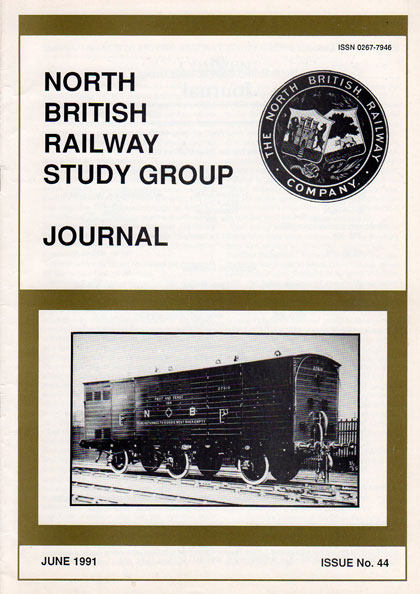 ISSN 0267-7946
NORTH
BRITISH
RAILWAY
STUDY GROUP
JOURNAL
THE NORTH BRITISH RAILWAY
· COMPANY ·
N B
JUNE 1991
ISSUE No. 44